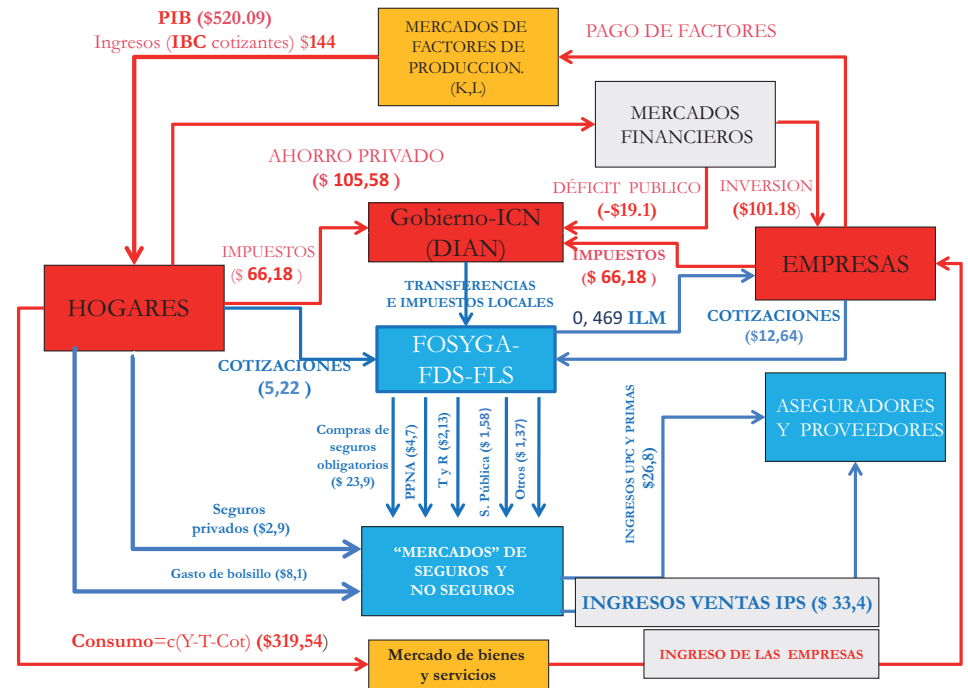 PIB ($520.09)
Ingresos (IBC cotizantes) $144
MERCADOS DE
FACTORES DE
PRODUCCION.
(K,L)
PAGO DE FACTORES
MERCADOS
FINANCIEROS
AHORRO PRIVADO
($ 105,58 )
DÉFICIT PUBLICO
(-$19.1)
INVERSION
($101.18)
Gobierno-ICN
(DIAN)
IMPUESTOS
($ 66,18 )
IMPUESTOS
($ 66,18 )
EMPRESAS
HOGARES
TRANSFERENCIAS
E IMPUESTOS LOCALES
0, 469 ILM
COTIZACIONES
($12,64)
FOSYGA-
FDS-FLS
COTIZACIONES
(5,22 )
ASEGURADORES
Y PROVEEDORES
Compras de
seguros
obligatorios
($ 23,9)
PPNA ($4,7)
T y R ($2,13)
S. Pública ($ 1,58)
Otros ($ 1,37)
INGRESOS UPC Y PRIMAS
$26,8)
Seguros
privados ($2,9)
"MERCADOS" DE
SEGUROS Y
NO SEGUROS
Gasto de bolsillo ($8,1)
INGRESOS VENTAS IPS ($ 33,4)
Consumo=c(Y-T-Cot) ($319,54)
Mercado de bienes
y servicios
INGRESO DE LAS EMPRESAS